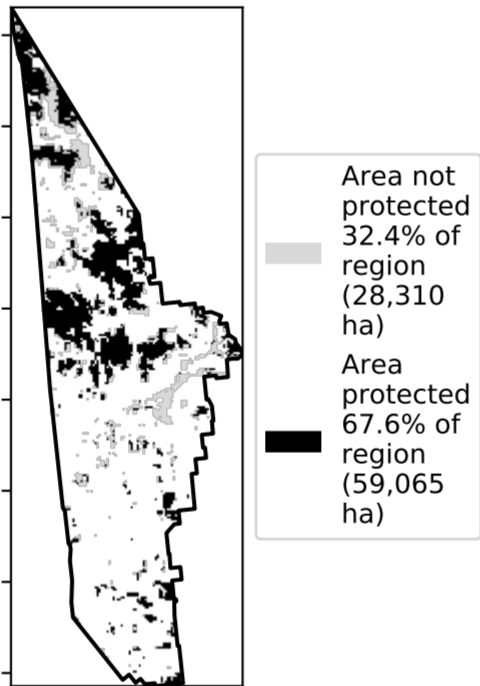 Area not
protected
32.4% of
region
(28,310
ha)
Area
protected
67.6% of
region
(59,065
ha)